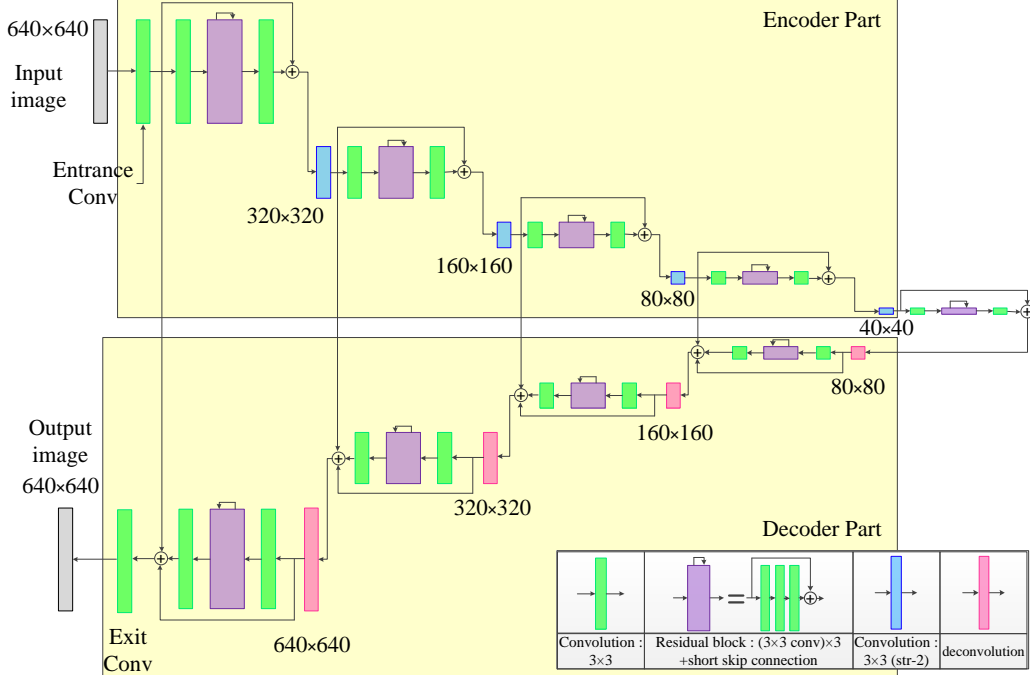 Encoder Part
640×640
Input
image
Entrance
Conv
320×320
160×160
80×80
40×40
80×80
160×160
320×320
640×640
Output
image
640×640
Exit
Conv
Decoder Part
=
Convolution :
3×3
Residual block : (3×3 conv)×3
+short skip connection
Convolution :
3×3 (str-2)
deconvolution